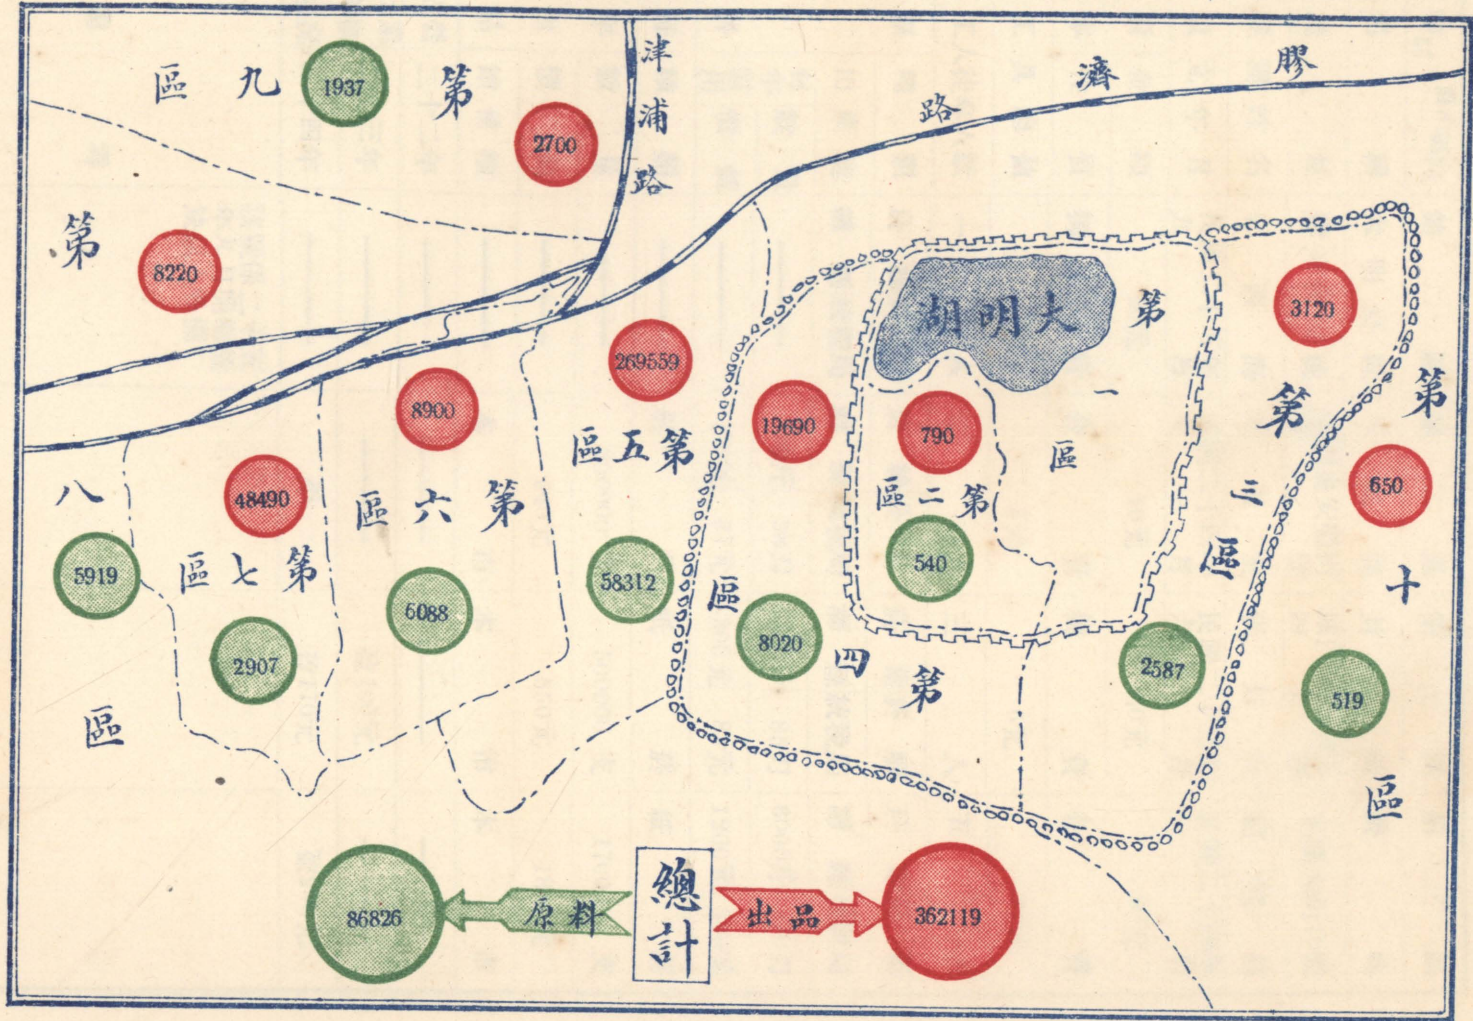 津浦路
膠濟路
第九區
1937
2700
第八區
8220
5919
第七區
48490
2907
第六區
8900
6088
第五區
269559
58312
第四區
19690
8020
大明湖
第一區
第二區
790
540
第三區
3120
2587
第十區
650
519
總計
原料
86826
出品
362119